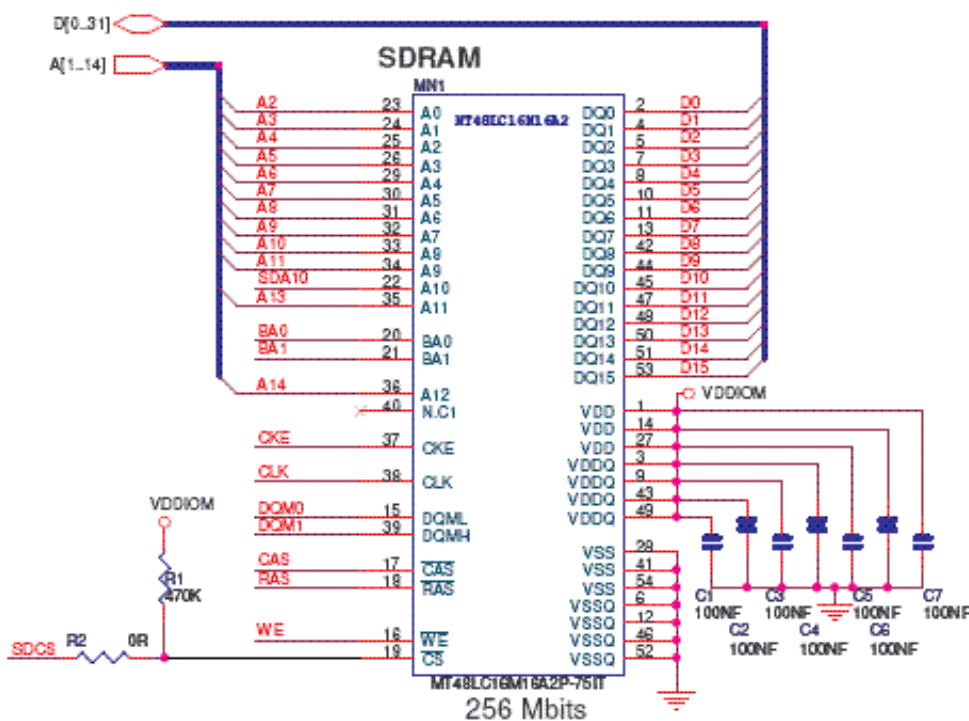 D[0..31]
A[1..14]
SDRAM
MN1
MT48LC16M16A2
A2 23 A0 DQ0 2 D0
A3 24 A1 DQ1 4 D1
A4 25 A2 DQ2 5 D2
A5 26 A3 DQ3 7 D3
A6 29 A4 DQ4 8 D4
A7 30 A5 DQ5 10 D5
A8 31 A6 DQ6 11 D6
A9 32 A7 DQ7 13 D7
A10 33 A8 DQ8 42 D8
A11 34 A9 DQ9 44 D9
SDA10 22 A10 DQ10 45 D10
A13 35 A11 DQ11 47 D11
DQ12 48 D12
BA0 20 BA0 DQ13 50 D13
BA1 21 BA1 DQ14 51 D14
DQ15 53 D15
A14 36 A12
VDDIOM
40 N.C1 VDD 1
VDD 14
CKE 37 CKE VDD 27
VDDQ 3
CLK 38 CLK VDDQ 9
VDDQ 43
DQM0 15 DQML VDDQ 49
DQM1 39 DQMH
VDDIOM
VSS 28
CAS 17 CAS VSS 41
RAS 18 RAS VSS 54
VSSQ 6
VSSQ 12
WE 16 WE VSSQ 46
19 CS VSSQ 52
R1
470K
SDCS R2 0R
C1 C3 C5 C7
100NF 100NF 100NF 100NF
C2 C4 C6
100NF 100NF 100NF
MT48LC16M16A2P-75IT
256 Mbits